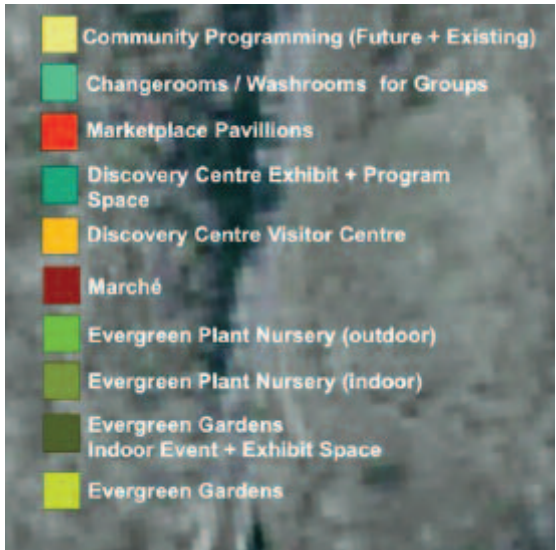 Community Programming (Future + Existing)
Changerooms / Washrooms for Groups
Marketplace Pavillions
Discovery Centre Exhibit + Program
Space
Discovery Centre Visitor Centre
Marché
Evergreen Plant Nursery (outdoor)
Evergreen Plant Nursery (indoor)
Evergreen Gardens
Indoor Event + Exhibit Space
Evergreen Gardens